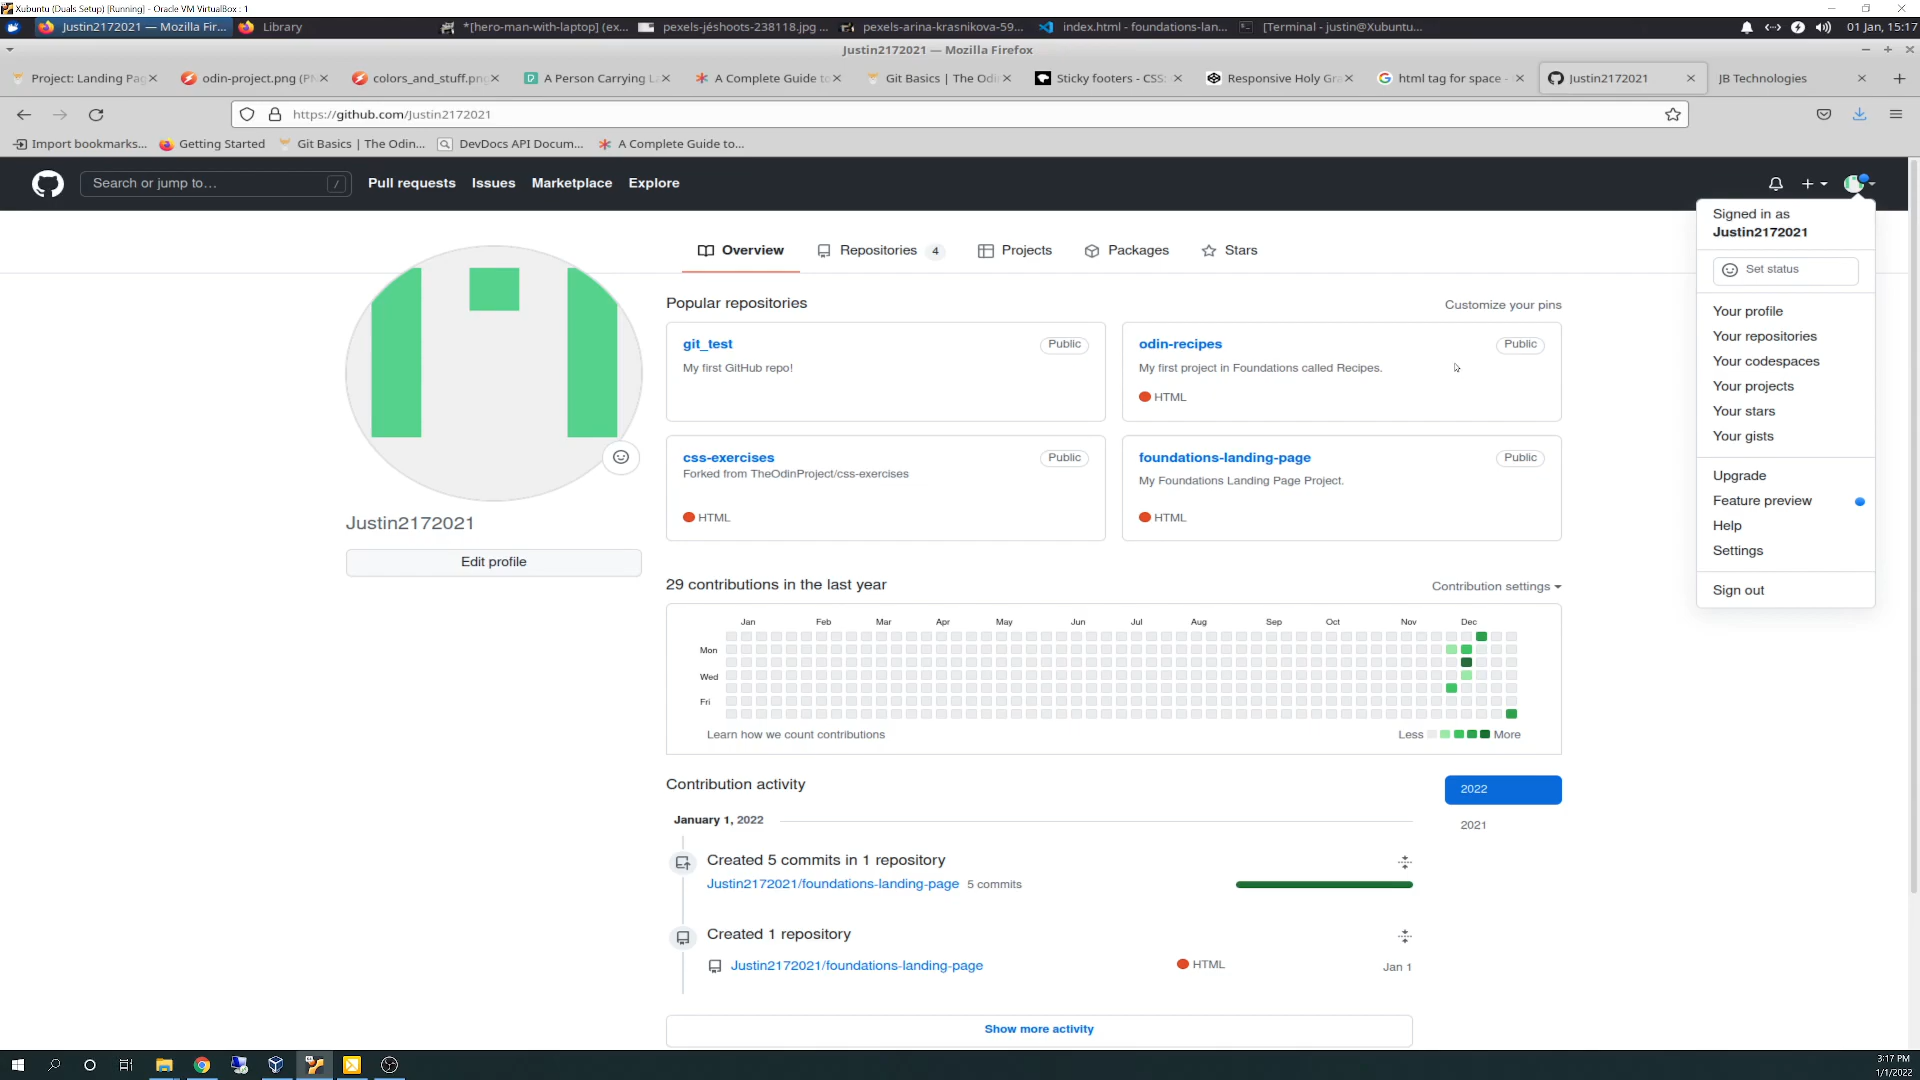 Xubuntu (Duals Setup) [Running] - Oracle VM VirtualBox : 1
Justin2172021 — Mozilla Fir...
Library
*[hero-man-with-laptop] (ex...
pexels-jéshoots-238118.jpg ...
pexels-arina-krasnikova-59...
index.html - foundations-lan...
[Terminal - justin@Xubuntu...
01 Jan, 15:17
Justin2172021 — Mozilla Firefox
Project: Landing Pag
odin-project.png (PN
colors_and_stuff.png
A Person Carrying L
A Complete Guide to
Git Basics | The Odi
Sticky footers - CSS:
Responsive Holy Gra
html tag for space -
Justin2172021
JB Technologies
https://github.com/Justin2172021
Import bookmarks...
Getting Started
Git Basics | The Odin...
DevDocs API Docum...
A Complete Guide to...
Search or jump to...
/
Pull requests
Issues
Marketplace
Explore
Signed in as
Justin2172021
Set status
Your profile
Your repositories
Your codespaces
Your projects
Your stars
Your gists
Upgrade
Feature preview
Help
Settings
Sign out
Overview
Repositories 4
Projects
Packages
Stars
Justin2172021
Edit profile
Popular repositories
Customize your pins
git_test
Public
My first GitHub repo!
odin-recipes
Public
My first project in Foundations called Recipes.
HTML
css-exercises
Public
Forked from TheOdinProject/css-exercises
HTML
foundations-landing-page
Public
My Foundations Landing Page Project.
HTML
29 contributions in the last year
Contribution settings
Jan Feb Mar Apr May Jun Jul Aug Sep Oct Nov Dec
Mon
Wed
Fri
Learn how we count contributions
Less
More
Contribution activity
2022
2021
January 1, 2022
Created 5 commits in 1 repository
Justin2172021/foundations-landing-page 5 commits
Created 1 repository
Justin2172021/foundations-landing-page
HTML
Jan 1
Show more activity
3:17 PM
1/1/2022